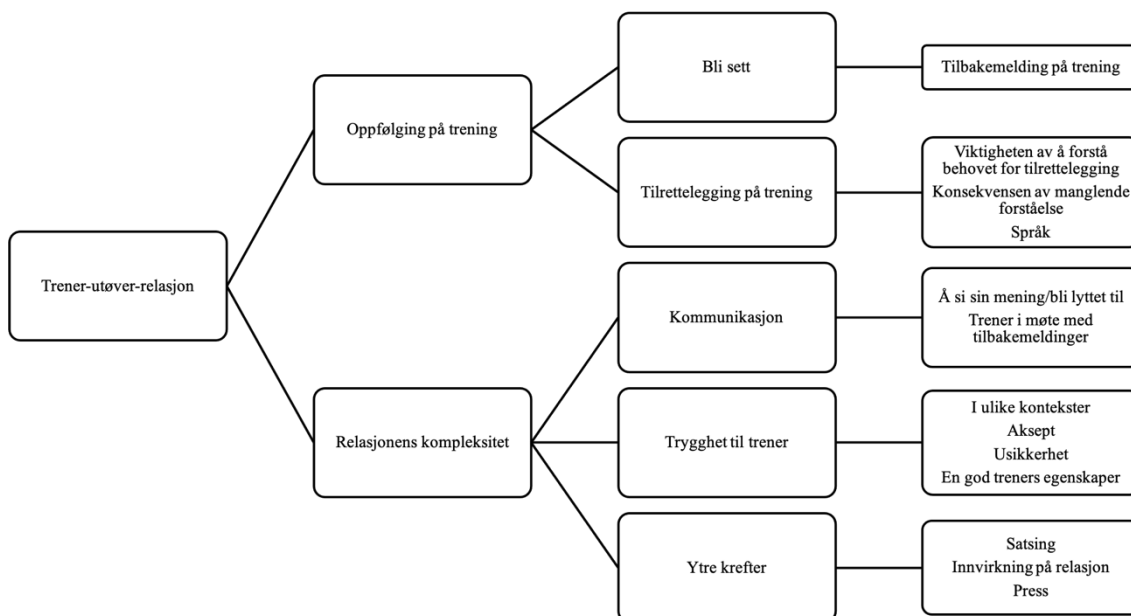 Trener-utøver-relasjon
Oppfølging på trening
Bli sett
Tilbakemelding på trening
Tilrettelegging på trening
Viktigheten av å forstå
behovet for tilrettelegging
Konsekvensen av manglende
forståelse
Språk
Relasjonens kompleksitet
Kommunikasjon
Å si sin mening/bli lyttet til
Trener i møte med
tilbakemeldinger
Trygghet til trener
I ulike kontekster
Aksept
Usikkerhet
En god treners egenskaper
Ytre krefter
Satsing
Innvirkning på relasjon
Press